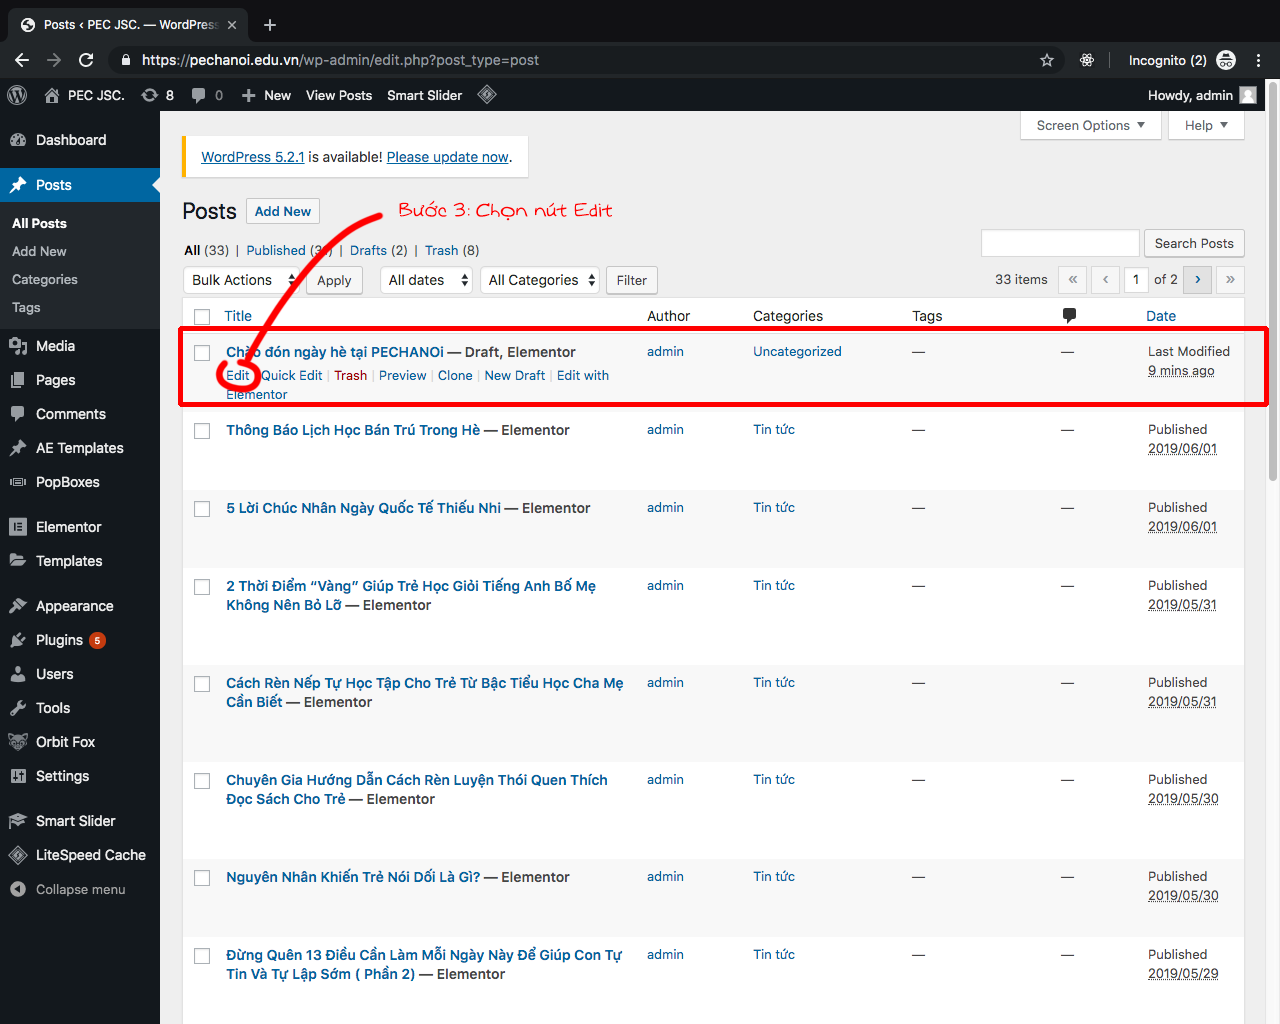 Posts ‹ PEC JSC. — WordPress
https://pechanoi.edu.vn/wp-admin/edit.php?post_type=post
Incognito (2)
PEC JSC. 8 0 New View Posts Smart Slider
Howdy, admin
Dashboard
Posts
All Posts
Add New
Categories
Tags
Media
Pages
Comments
AE Templates
PopBoxes
Elementor
Templates
Appearance
Plugins 5
Users
Tools
Orbit Fox
Settings
Smart Slider
LiteSpeed Cache
Collapse menu
Screen Options Help
WordPress 5.2.1 is available! Please update now.
Posts Add New
Bước 3: Chọn nút Edit
All (33) | Published | Drafts (2) | Trash (8)
Search Posts
Bulk Actions Apply All dates All Categories Filter
33 items « ‹ 1 of 2 › »
Title Author Categories Tags Date
Chào đón ngày hè tại PECHANOi — Draft, Elementor admin Uncategorized — — Last Modified
Edit Quick Edit | Trash | Preview | Clone | New Draft | Edit with 9 mins ago
Elementor
Thông Báo Lịch Học Bán Trú Trong Hè — Elementor admin Tin tức — — Published
2019/06/01
5 Lời Chúc Nhân Ngày Quốc Tế Thiếu Nhi — Elementor admin Tin tức — — Published
2019/06/01
2 Thời Điểm “Vàng” Giúp Trẻ Học Giỏi Tiếng Anh Bố Mẹ admin Tin tức — — Published
Không Nên Bỏ Lỡ — Elementor 2019/05/31
Cách Rèn Nếp Tự Học Tập Cho Trẻ Từ Bậc Tiểu Học Cha Mẹ admin Tin tức — — Published
Cần Biết — Elementor 2019/05/31
Chuyên Gia Hướng Dẫn Cách Rèn Luyện Thói Quen Thích admin Tin tức — — Published
Đọc Sách Cho Trẻ — Elementor 2019/05/30
Nguyên Nhân Khiến Trẻ Nói Dối Là Gì? — Elementor admin Tin tức — — Published
2019/05/30
Đừng Quên 13 Điều Cần Làm Mỗi Ngày Này Để Giúp Con Tự admin Tin tức — — Published
Tin Và Tự Lập Sớm ( Phần 2) — Elementor 2019/05/29